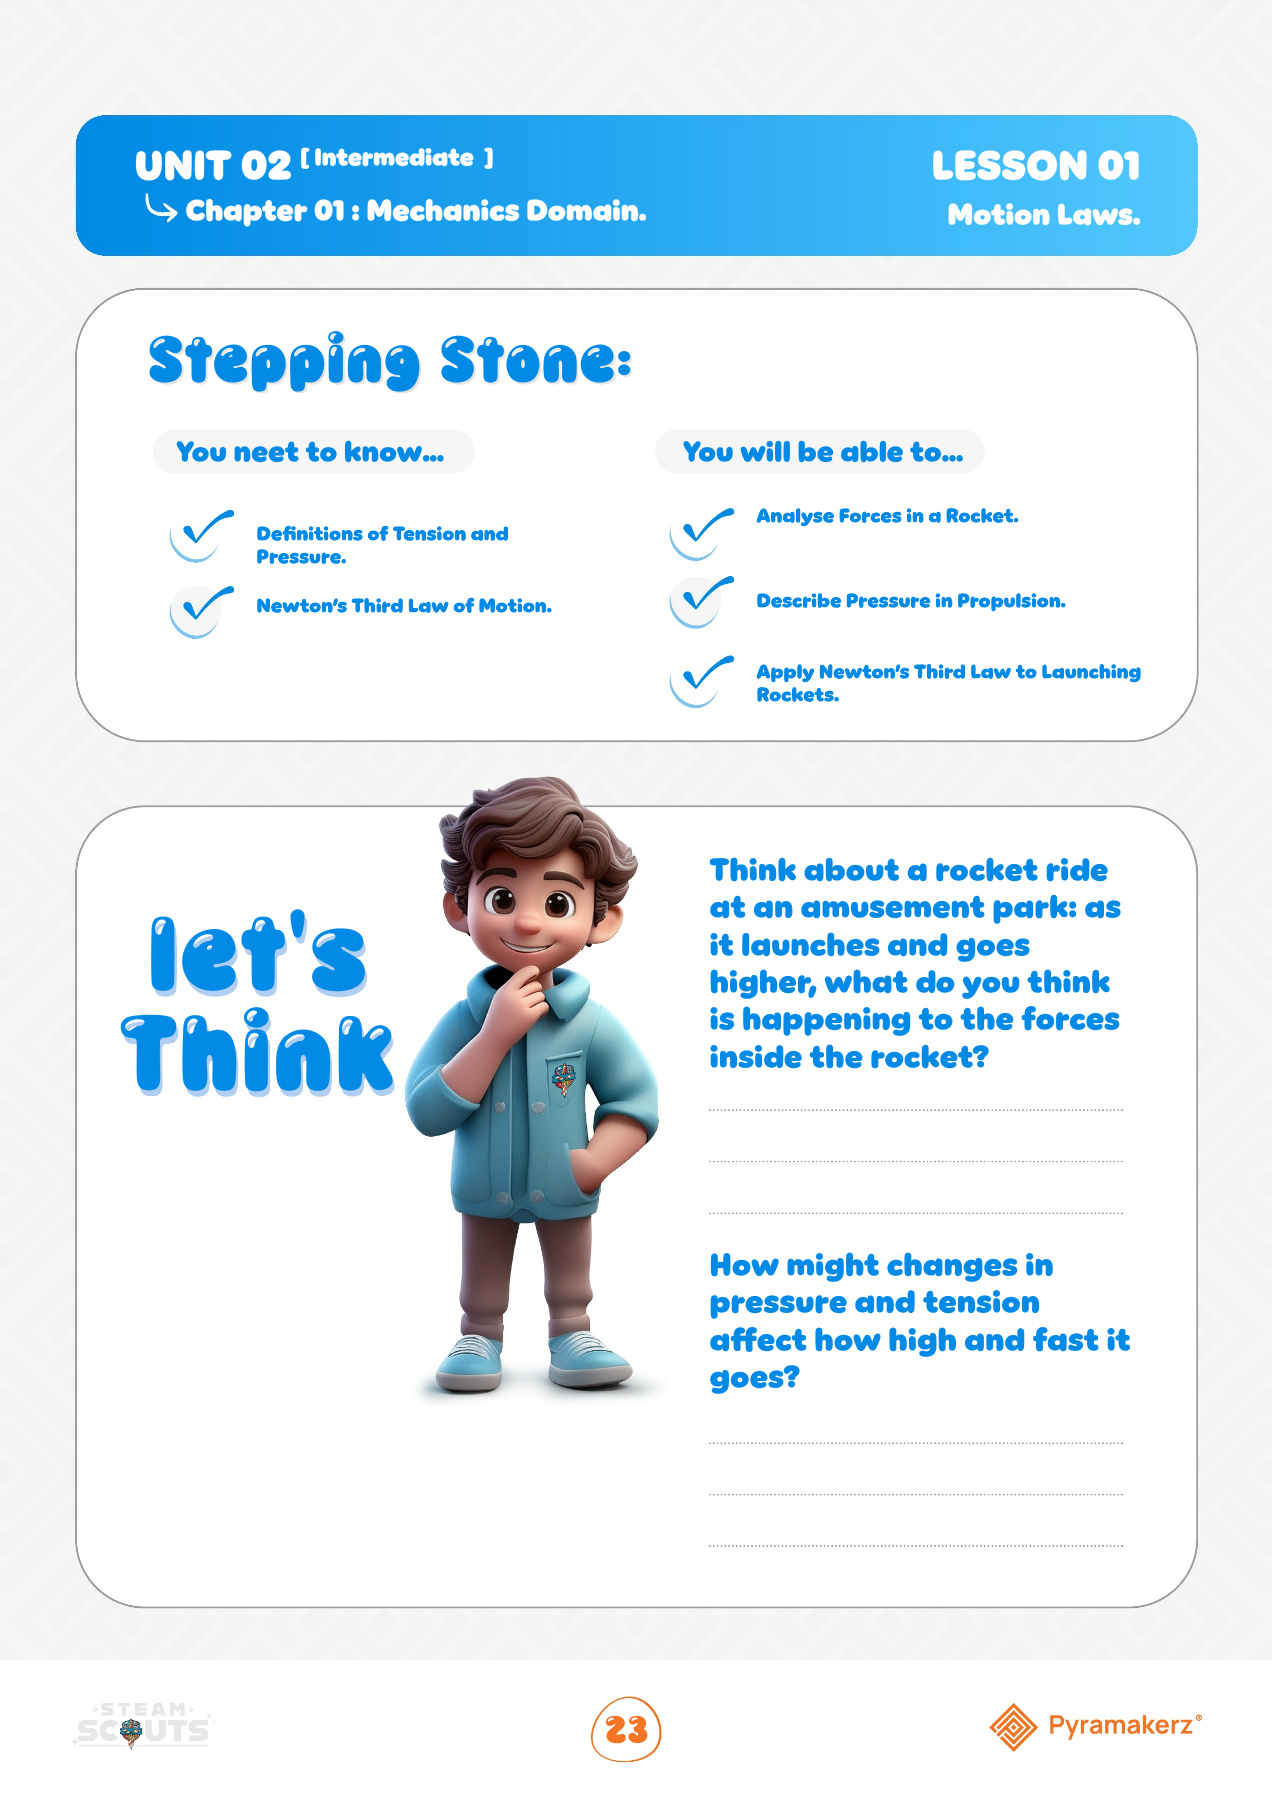 UNIT 02 [ Intermediate ]
Chapter 01 : Mechanics Domain.
LESSON 01
Motion Laws.
Stepping Stone:
You neet to know...
Definitions of Tension and
Pressure.
Newton's Third Law of Motion.
You will be able to...
Analyse Forces in a Rocket.
Describe Pressure in Propulsion.
Apply Newton's Third Law to Launching
Rockets.
let's
Think
Think about a rocket ride
at an amusement park: as
it launches and goes
higher, what do you think
is happening to the forces
inside the rocket?
How might changes in
pressure and tension
affect how high and fast it
goes?
STEAM
SCOUTS
23
Pyramakerz®